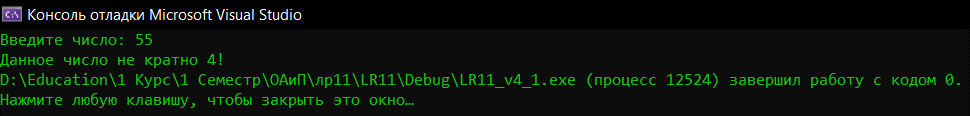 Консоль отладки Microsoft Visual Studio
Введите число: 55
Данное число не кратно 4!
D:\Education\1 Курс\1 Семестр\ОАиП\лр11\LR11\Debug\LR11_v4_1.exe (процесс 12524) завершил работу с кодом 0.
Нажмите любую клавишу, чтобы закрыть это окно…